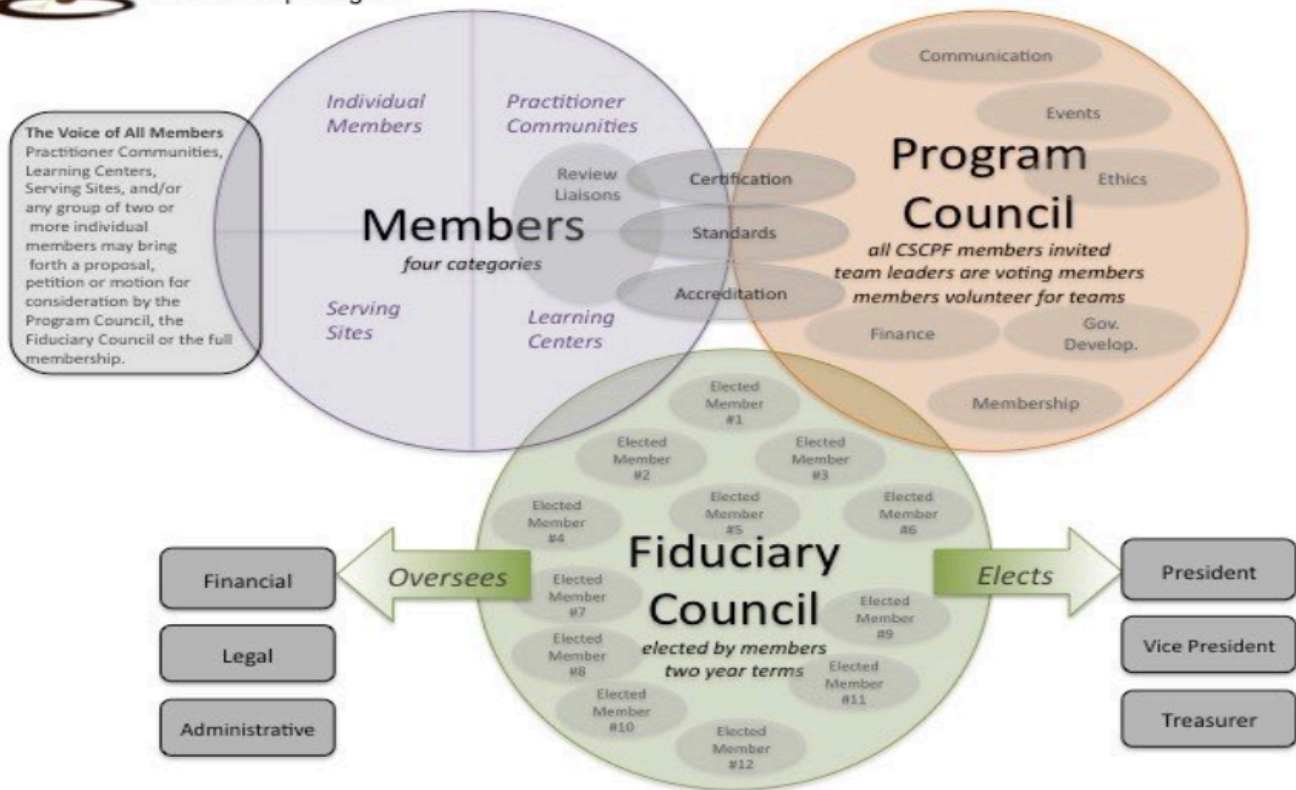 The Voice of All Members
Practitioner Communities,
Learning Centers,
Serving Sites, and/or
any group of two or
more individual
members may bring
forth a proposal,
petition or motion for
consideration by the
Program Council, the
Fiduciary Council or the full
membership.
Individual
Members
Practitioner
Communities
Review
Liaisons
Members
four categories
Serving
Sites
Learning
Centers
Certification
Standards
Accreditation
Communication
Events
Ethics
Program
Council
all CSCPF members invited
team leaders are voting members
members volunteer for teams
Finance
Gov.
Develop.
Membership
Elected
Member
#1
Elected
Member
#2
Elected
Member
#3
Elected
Member
#4
Elected
Member
#5
Elected
Member
#6
Fiduciary
Council
elected by members
two year terms
Elected
Member
#7
Elected
Member
#8
Elected
Member
#9
Elected
Member
#10
Elected
Member
#11
Elected
Member
#12
Oversees
Financial
Legal
Administrative
Elects
President
Vice President
Treasurer